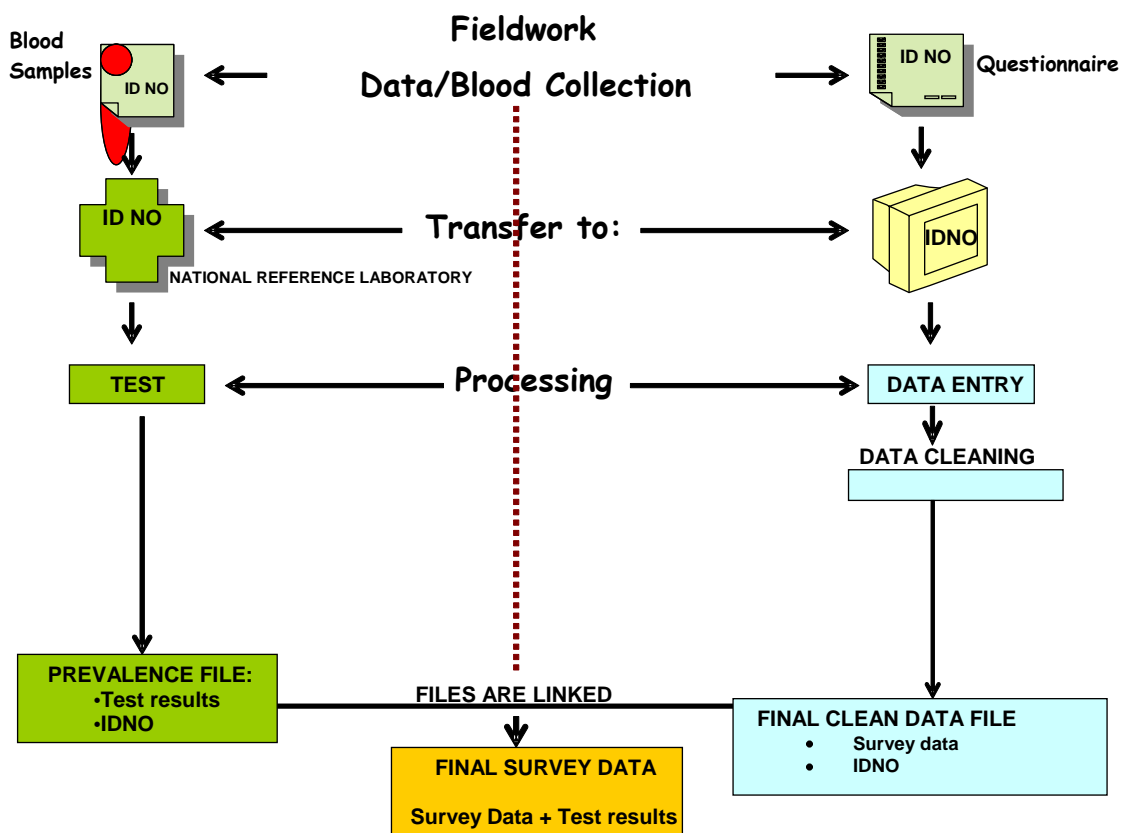 Fieldwork
Blood
Samples
ID NO
Data/Blood Collection
ID NO
Questionnaire
ID NO
Transfer to:
IDNO
NATIONAL REFERENCE LABORATORY
TEST
Processing
DATA ENTRY
DATA CLEANING
PREVALENCE FILE:
•Test results
•IDNO
FILES ARE LINKED
FINAL CLEAN DATA FILE
• Survey data
• IDNO
FINAL SURVEY DATA
Survey Data + Test results